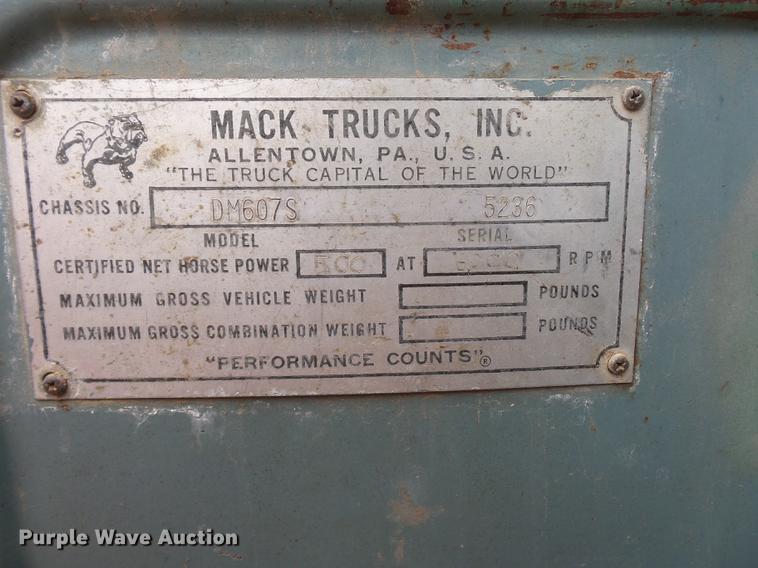 MACK TRUCKS, INC.
ALLENTOWN, PA., U. S. A.
"THE TRUCK CAPITAL OF THE WORLD"
CHASSIS NO. DM607S 5236
MODEL SERIAL
CERTIFIED NET HORSE POWER AT RPM
MAXIMUM GROSS VEHICLE WEIGHT POUNDS
MAXIMUM GROSS COMBINATION WEIGHT POUNDS
"PERFORMANCE COUNTS"®
Purple Wave Auction